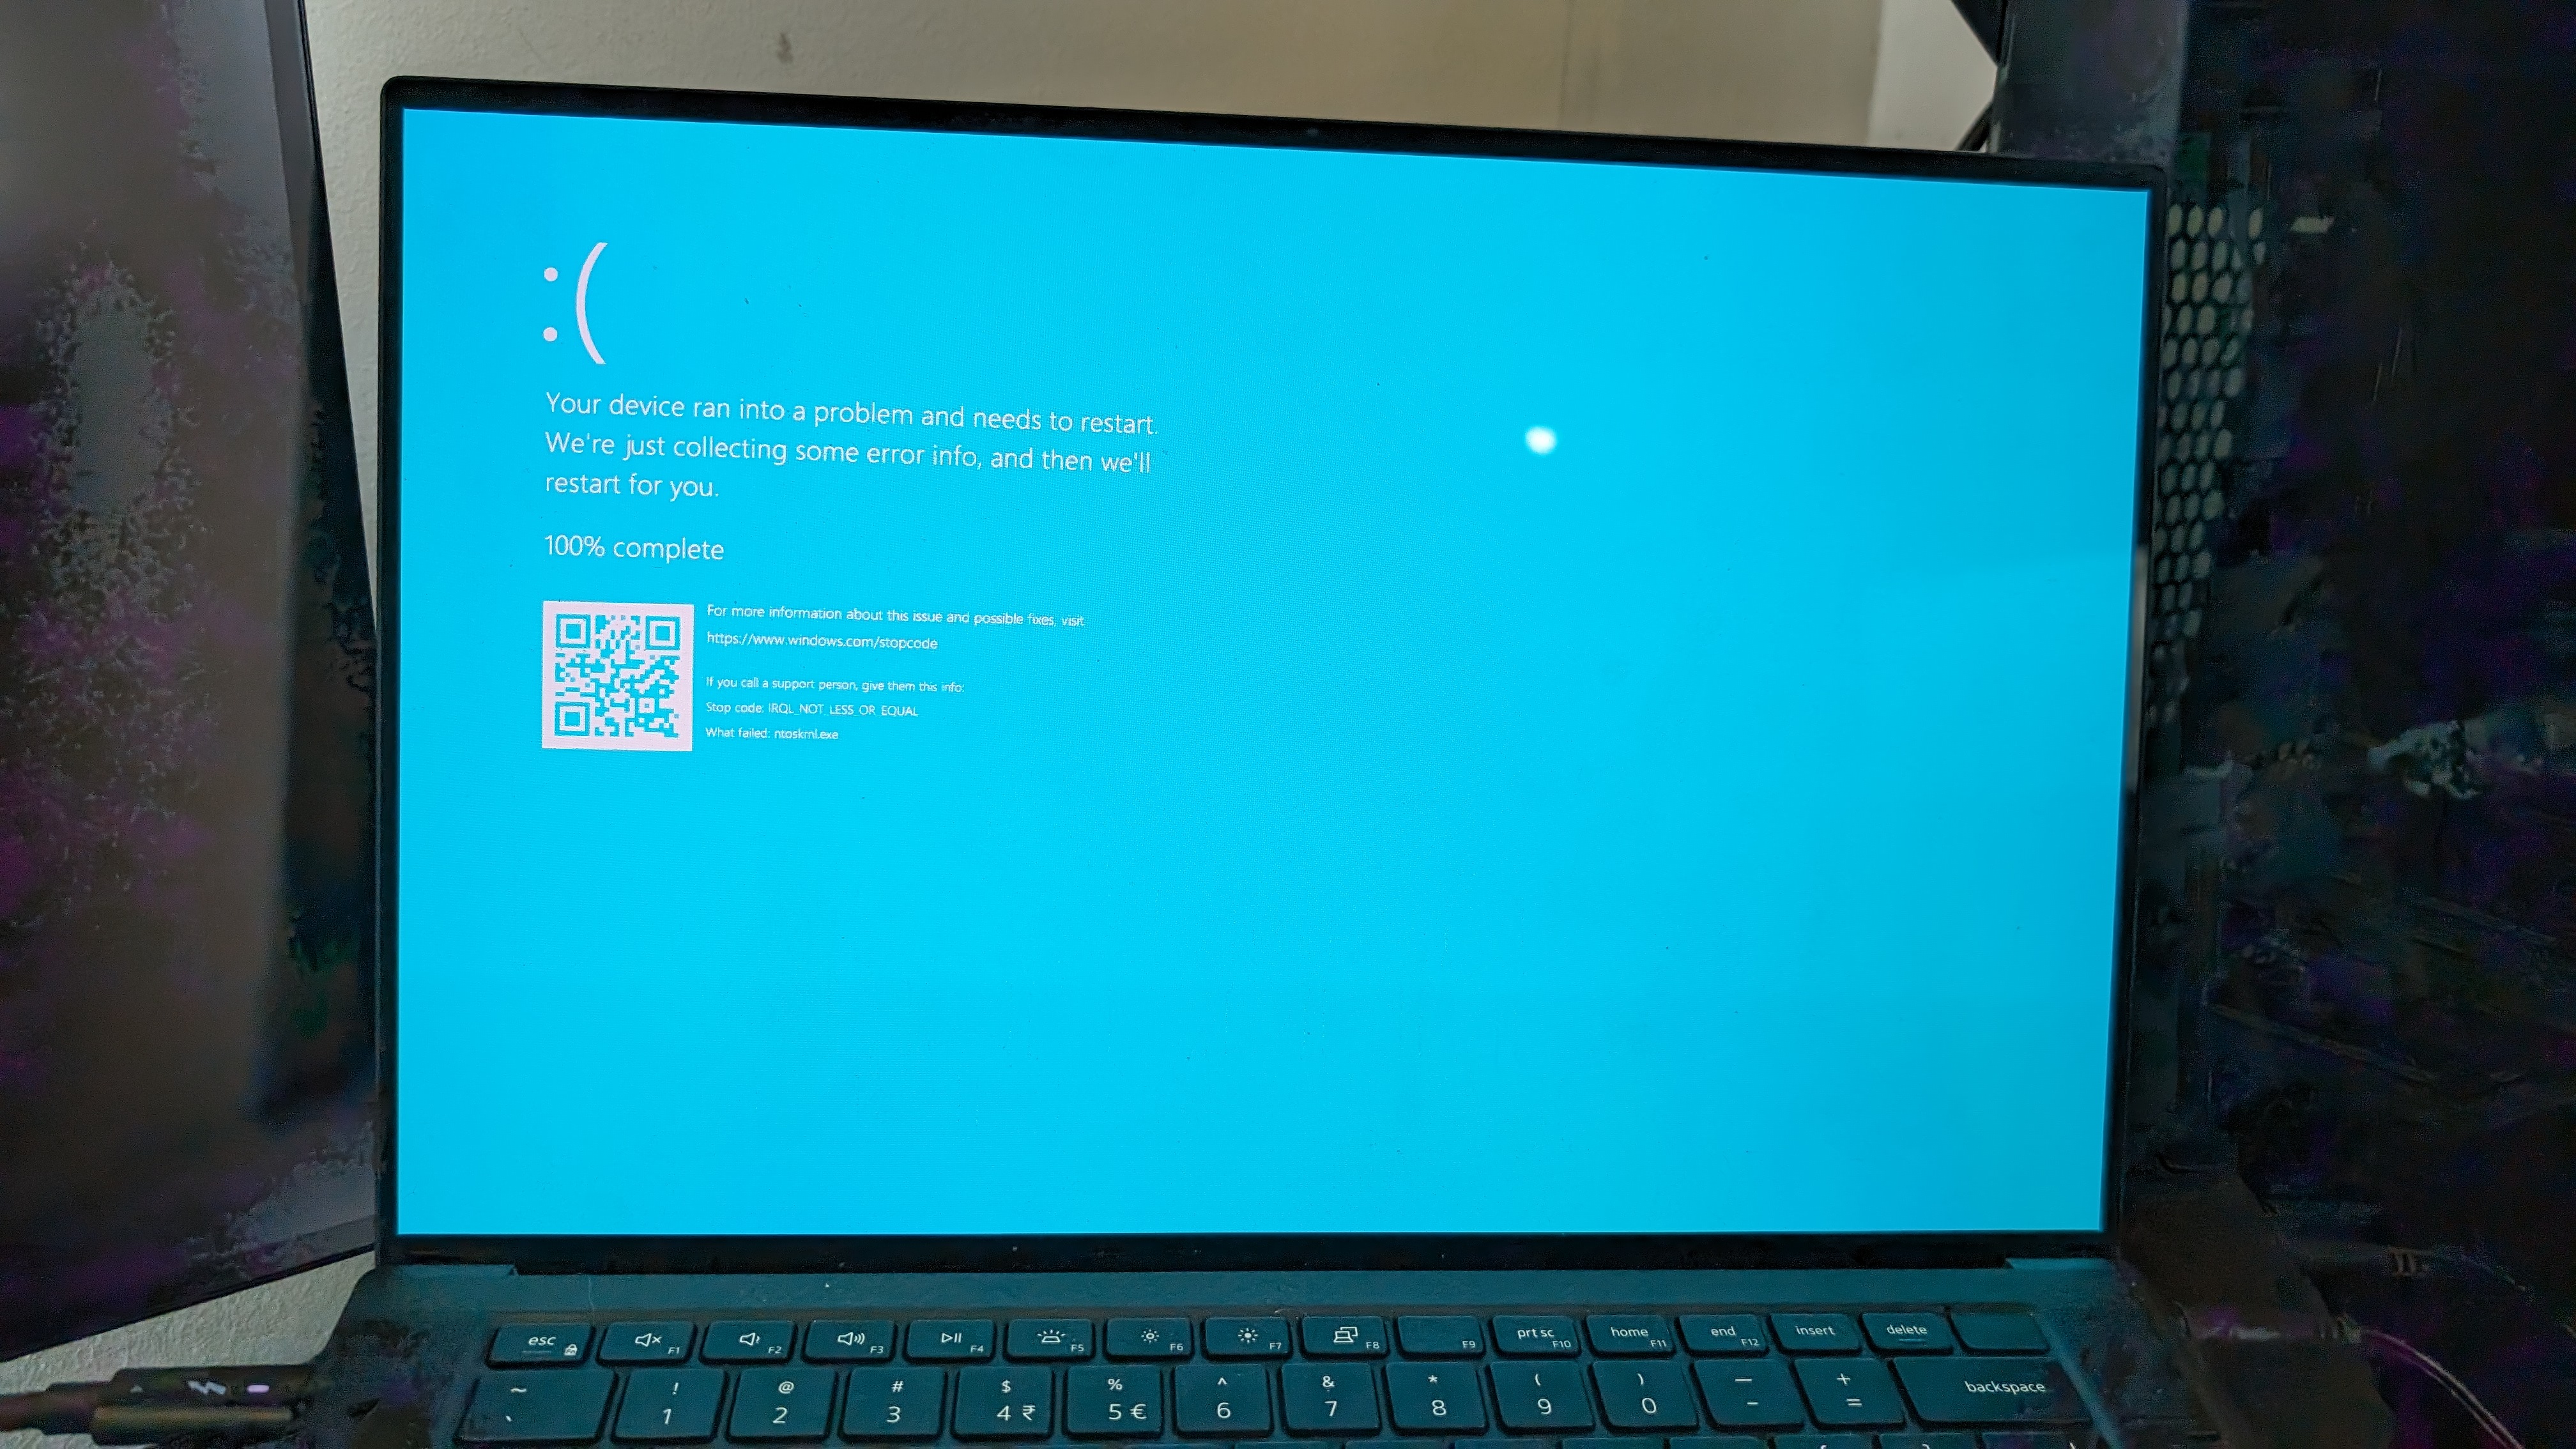 :(
Your device ran into a problem and needs to restart.
We're just collecting some error info, and then we'll
restart for you.
100% complete
For more information about this issue and possible fixes, visit
https://www.windows.com/stopcode
If you call a support person, give them this info:
Stop code: IRQL_NOT_LESS_OR_EQUAL
What failed: ntoskrnl.exe
esc F1 F2 F3 F4 F5 F6 F7 F8 F9 prt sc F10 home F11 end F12 insert delete
~ ! @ # $ % ^ & * ( ) — +
` 1 2 3 4 ₹ 5 € 6 7 8 9 0 - = backspace